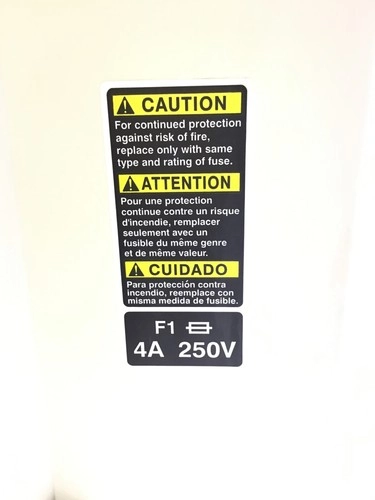 CAUTION
For continued protection
against risk of fire,
replace only with same
type and rating of fuse.
ATTENTION
Pour une protection
continue contre un risque
d'incendie, remplacer
seulement avec un
fusible du même genre
et de même valeur.
CUIDADO
Para protección contra
incendio, reemplace con
misma medida de fusible.
F1
4A 250V